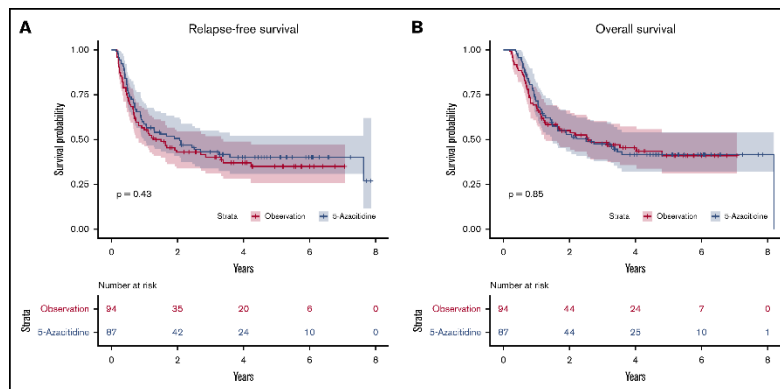 A
Relapse-free survival
Survival probability
1.00
0.75
0.50
0.25
0.00
p = 0.43
Strata Observation 5-Azacitidine
0 2 4 6 8
Years
Number at risk
Strata
Observation 94 35 20 6 0
5-Azacitidine 87 42 24 10 0
0 2 4 6 8
Years
B
Overall survival
Survival probability
1.00
0.75
0.50
0.25
0.00
p = 0.85
Strata Observation 5-Azacitidine
0 2 4 6 8
Years
Number at risk
Strata
Observation 94 44 24 7 0
5-Azacitidine 87 44 25 10 1
0 2 4 6 8
Years